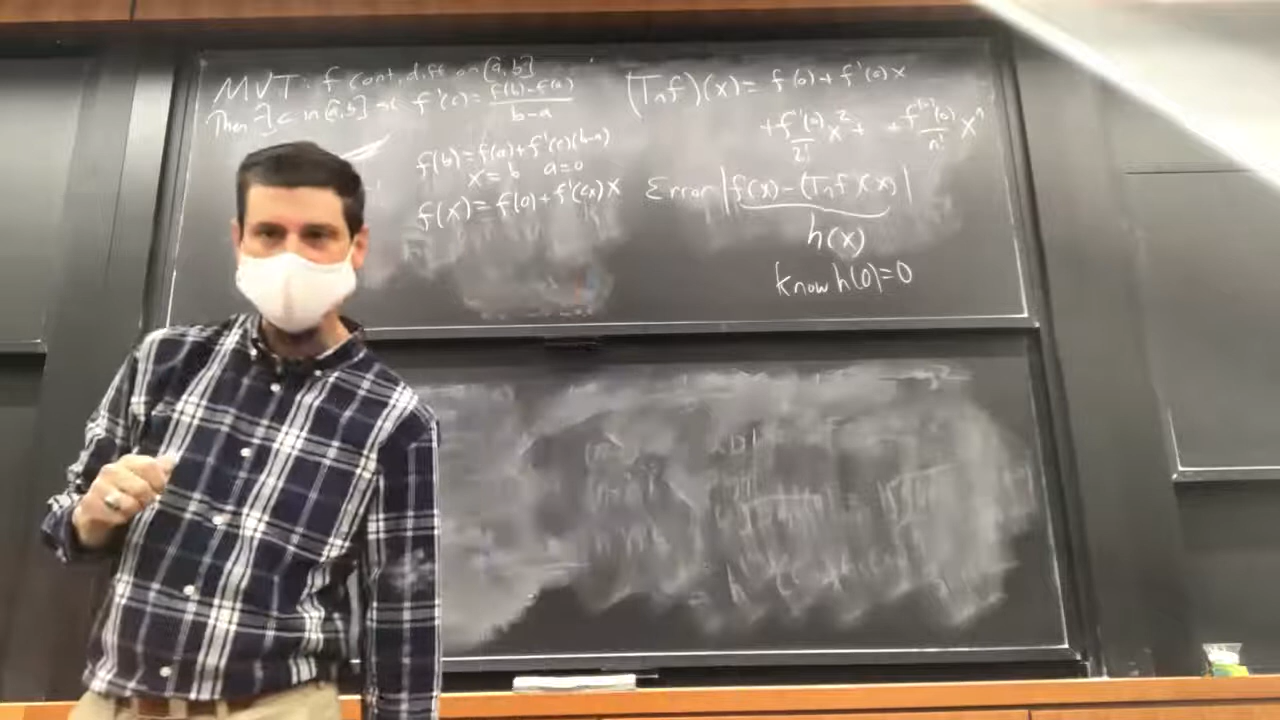 MVT: f cont, diff on [a,b]
Then ∃ c in [a,b] st f'(c) = f(b)-f(a) / b-a
f(b) = f(a) + f'(c)(b-a)
x = b a=0
f(x) = f(0) + f'(cx) x
(Tnf)(x) = f(0) + f'(0) x
+ f''(0)/2! x² + + f⁽ⁿ⁾(0)/n! xⁿ
Error |f(x) - (Tnf)(x)|
h(x)
know h(0)=0